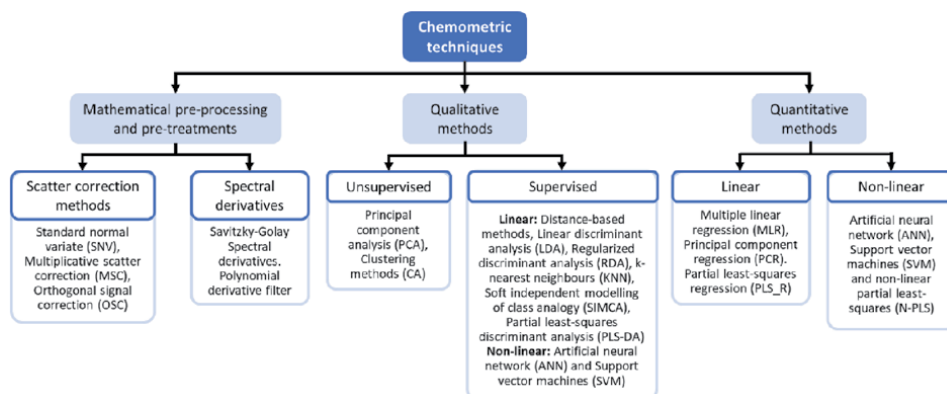 Chemometric
techniques
Mathematical pre-processing
and pre-treatments
Qualitative
methods
Quantitative
methods
Scatter correction
methods
Standard normal
variate (SNV),
Multiplicative scatter
correction (MSC),
Orthogonal signal
correction (OSC)
Spectral
derivatives
Savitzky-Golay
Spectral
derivatives.
Polynomial
derivative filter
Unsupervised
Principal
component
analysis (PCA),
Clustering
methods (CA)
Supervised
Linear: Distance-based
methods, Linear discriminant
analysis (LDA), Regularized
discriminant analysis (RDA), k-
nearest neighbours (KNN),
Soft independent modelling
of class analogy (SIMCA),
Partial least-squares
discriminant analysis (PLS-DA)
Non-linear: Artificial neural
network (ANN) and Support
vector machines (SVM)
Linear
Multiple linear
regression (MLR),
Principal component
regression (PCR).
Partial least-squares
regression (PLS_R)
Non-linear
Artificial neural
network (ANN),
Support vector
machines (SVM)
and non-linear
partial least-
squares (N-PLS)